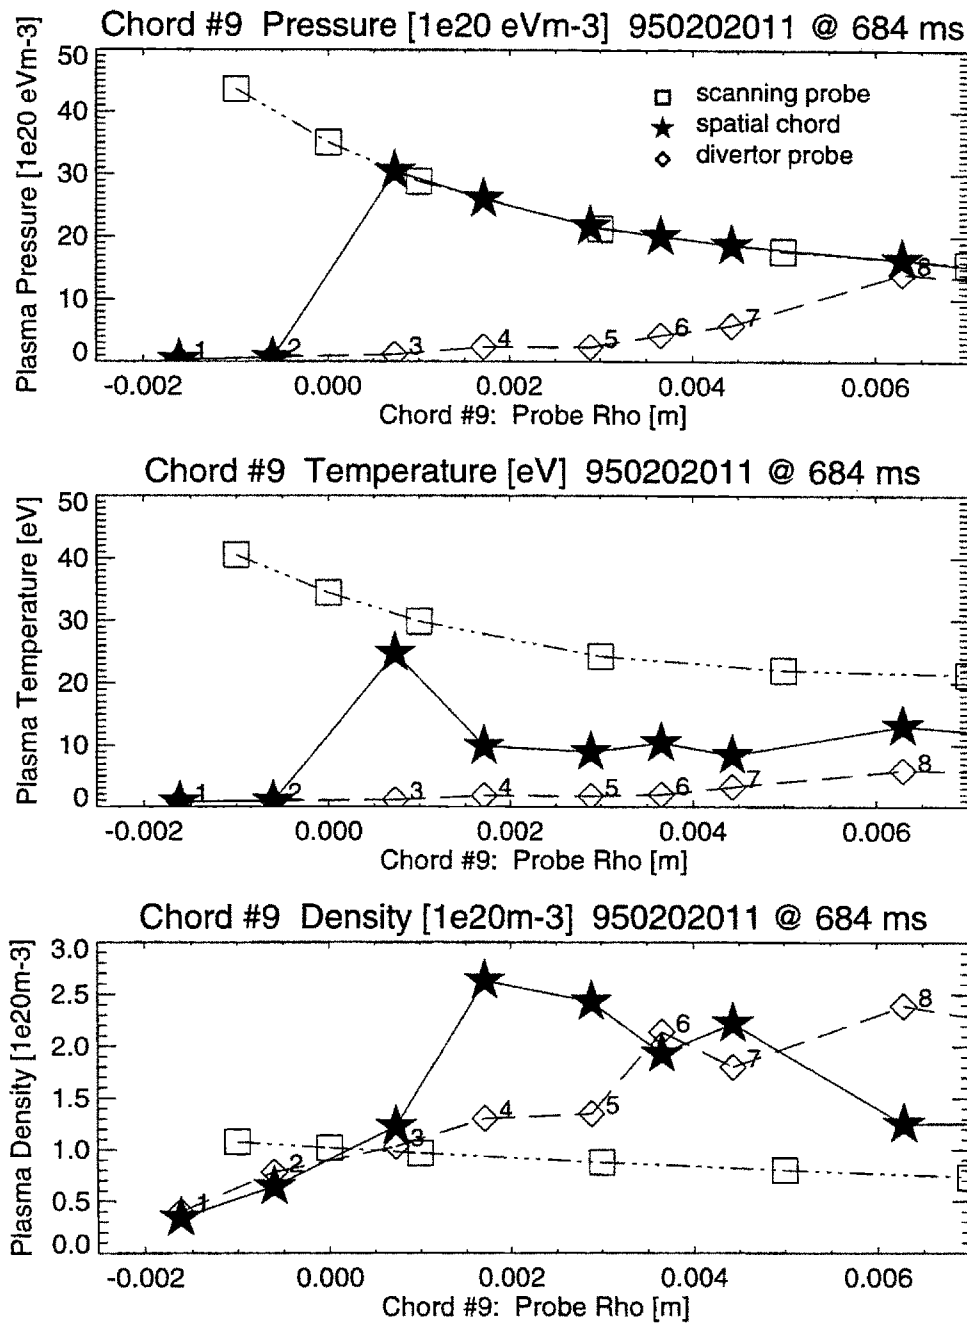 Chord #9 Pressure [1e20 eVm-3] 950202011 @ 684 ms
Plasma Pressure [1e20 eVm-3]
50
40
30
20
10
0
scanning probe
spatial chord
divertor probe
1 2 3 4 5 6 7 8
-0.002 0.000 0.002 0.004 0.006
Chord #9: Probe Rho [m]
Chord #9 Temperature [eV] 950202011 @ 684 ms
Plasma Temperature [eV]
50
40
30
20
10
0
1 2 3 4 5 6 7 8
-0.002 0.000 0.002 0.004 0.006
Chord #9: Probe Rho [m]
Chord #9 Density [1e20m-3] 950202011 @ 684 ms
Plasma Density [1e20m-3]
3.0
2.5
2.0
1.5
1.0
0.5
0.0
1 2 3 4 5 6 7 8
-0.002 0.000 0.002 0.004 0.006
Chord #9: Probe Rho [m]